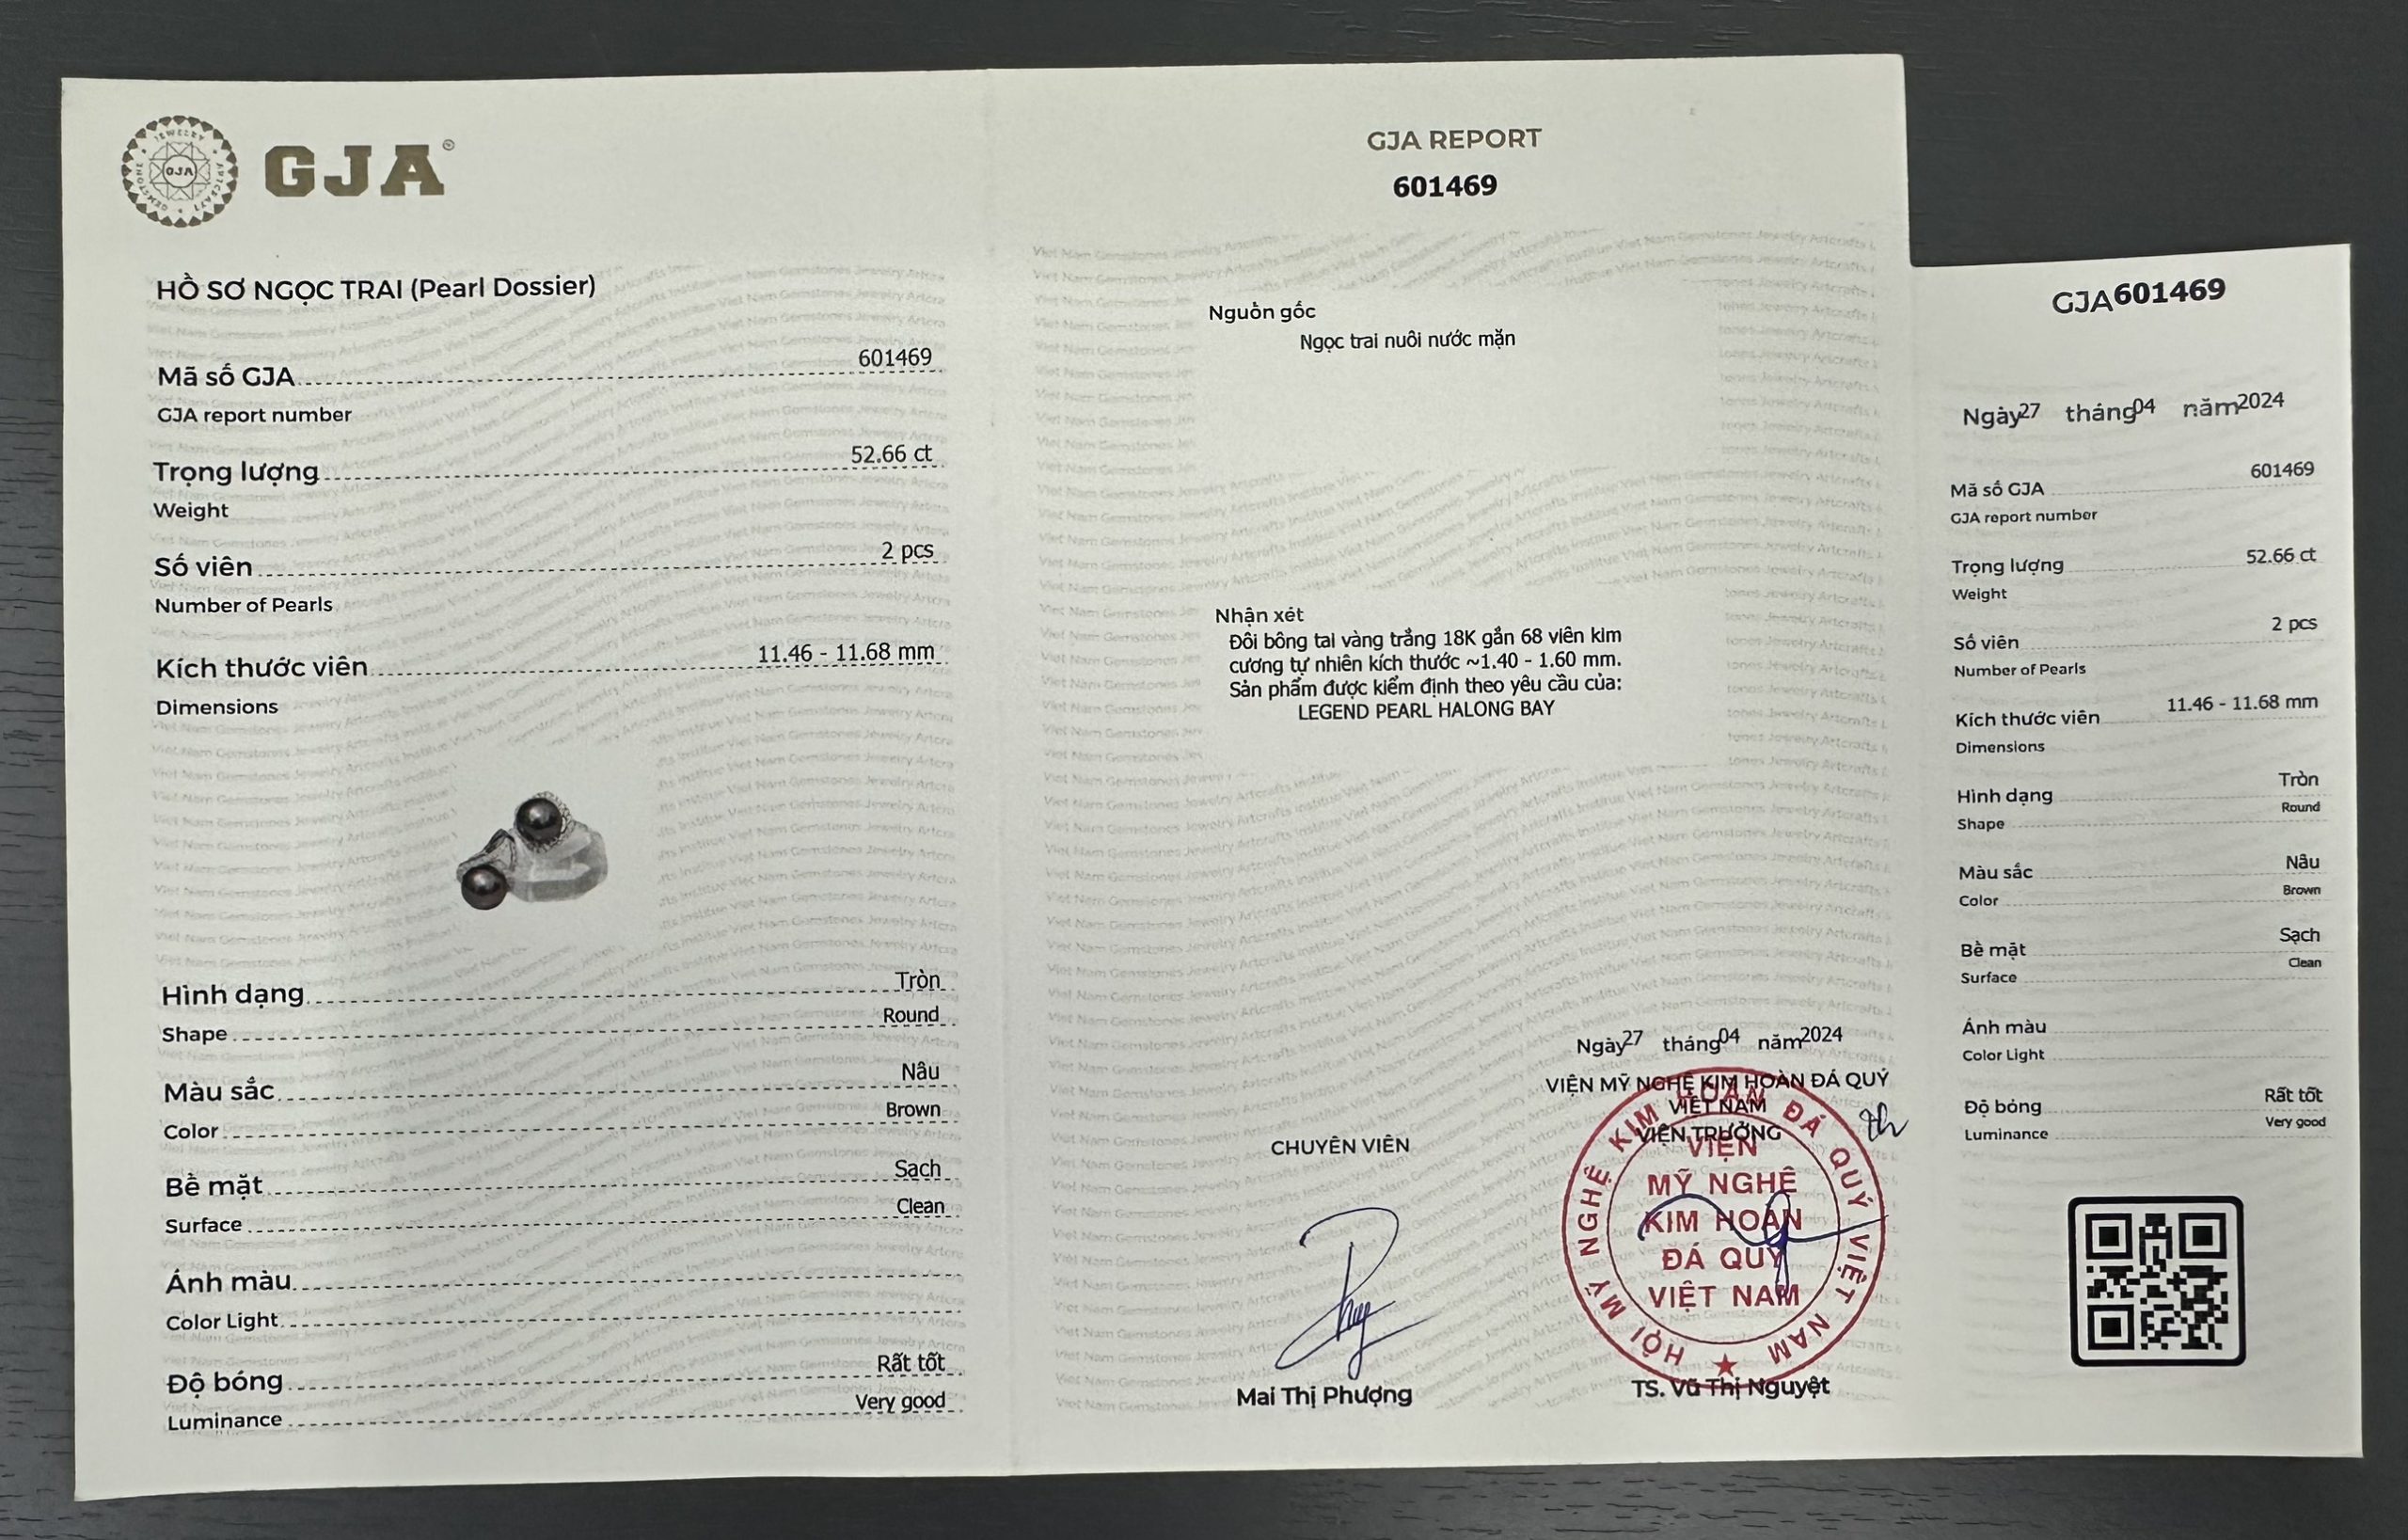 GJA
HỒ SƠ NGỌC TRAI (Pearl Dossier)
Mã số GJA 601469
GJA report number
Trọng lượng 52.66 ct
Weight
Số viên 2 pcs
Number of Pearls
Kích thước viên 11.46 - 11.68 mm
Dimensions
Hình dạng Tròn
Shape Round
Màu sắc Nâu
Color Brown
Bề mặt Sạch
Surface Clean
Ánh màu
Color Light
Độ bóng Rất tốt
Luminance Very good
GJA REPORT
601469
Nguồn gốc
Ngọc trai nuôi nước mặn
Nhận xét
Đôi bông tai vàng trắng 18K gắn 68 viên kim
cương tự nhiên kích thước ~1.40 - 1.60 mm.
Sản phẩm được kiểm định theo yêu cầu của:
LEGEND PEARL HALONG BAY
Ngày 27 tháng 04 năm 2024
VIỆN MỸ NGHỆ KIM HOÀN ĐÁ QUÝ
VIỆT NAM
VIỆN TRƯỞNG
CHUYÊN VIÊN
HỘI MỸ NGHỆ KIM HOÀN ĐÁ QUÝ VIỆT NAM
VIỆN
MỸ NGHỆ
KIM HOÀN
ĐÁ QUÝ
VIỆT NAM
Mai Thị Phượng
TS. Vũ Thị Nguyệt
GJA 601469
Ngày 27 tháng 04 năm 2024
Mã số GJA 601469
GJA report number
Trọng lượng 52.66 ct
Weight
Số viên 2 pcs
Number of Pearls
Kích thước viên 11.46 - 11.68 mm
Dimensions
Hình dạng Tròn
Shape Round
Màu sắc Nâu
Color Brown
Bề mặt Sạch
Surface Clean
Ánh màu
Color Light
Độ bóng Rất tốt
Luminance Very good